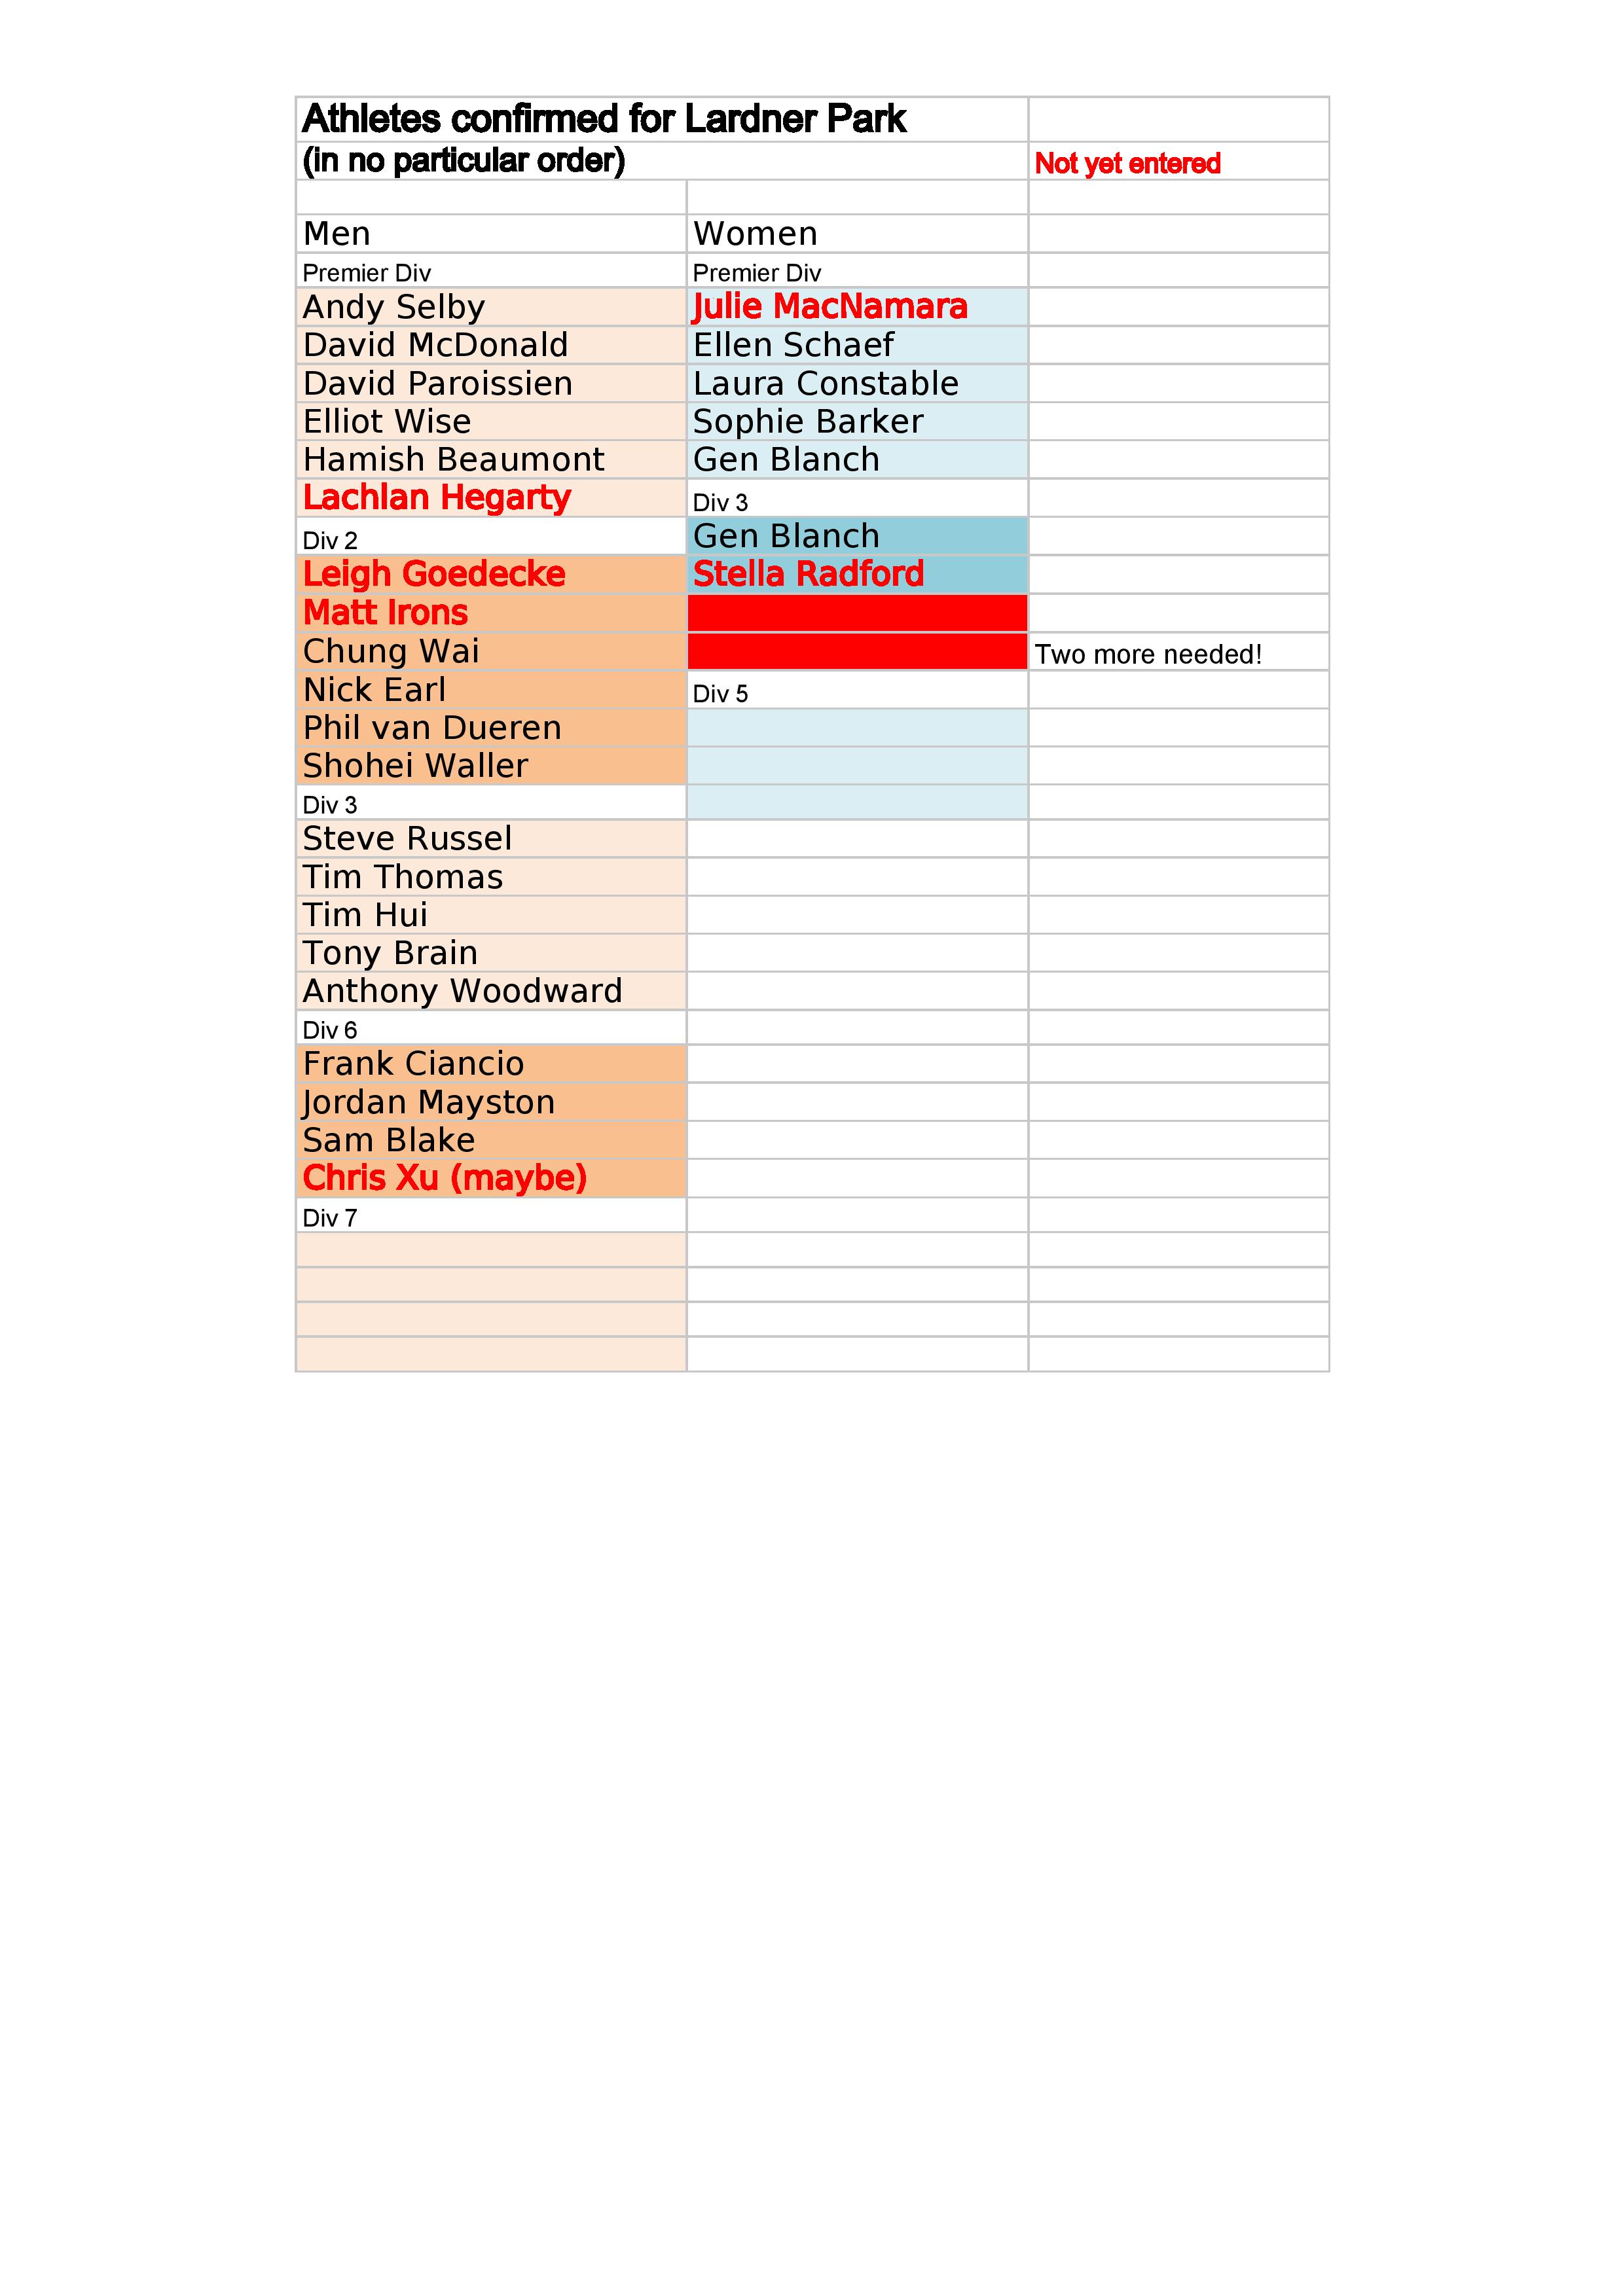 Athletes confirmed for Lardner Park
(in no particular order) Not yet entered
Men Women
Premier Div Premier Div
Andy Selby Julie MacNamara
David McDonald Ellen Schaef
David Paroissien Laura Constable
Elliot Wise Sophie Barker
Hamish Beaumont Gen Blanch
Lachlan Hegarty Div 3
Div 2 Gen Blanch
Leigh Goedecke Stella Radford
Matt Irons
Chung Wai Two more needed!
Nick Earl Div 5
Phil van Dueren
Shohei Waller
Div 3
Steve Russel
Tim Thomas
Tim Hui
Tony Brain
Anthony Woodward
Div 6
Frank Ciancio
Jordan Mayston
Sam Blake
Chris Xu (maybe)
Div 7